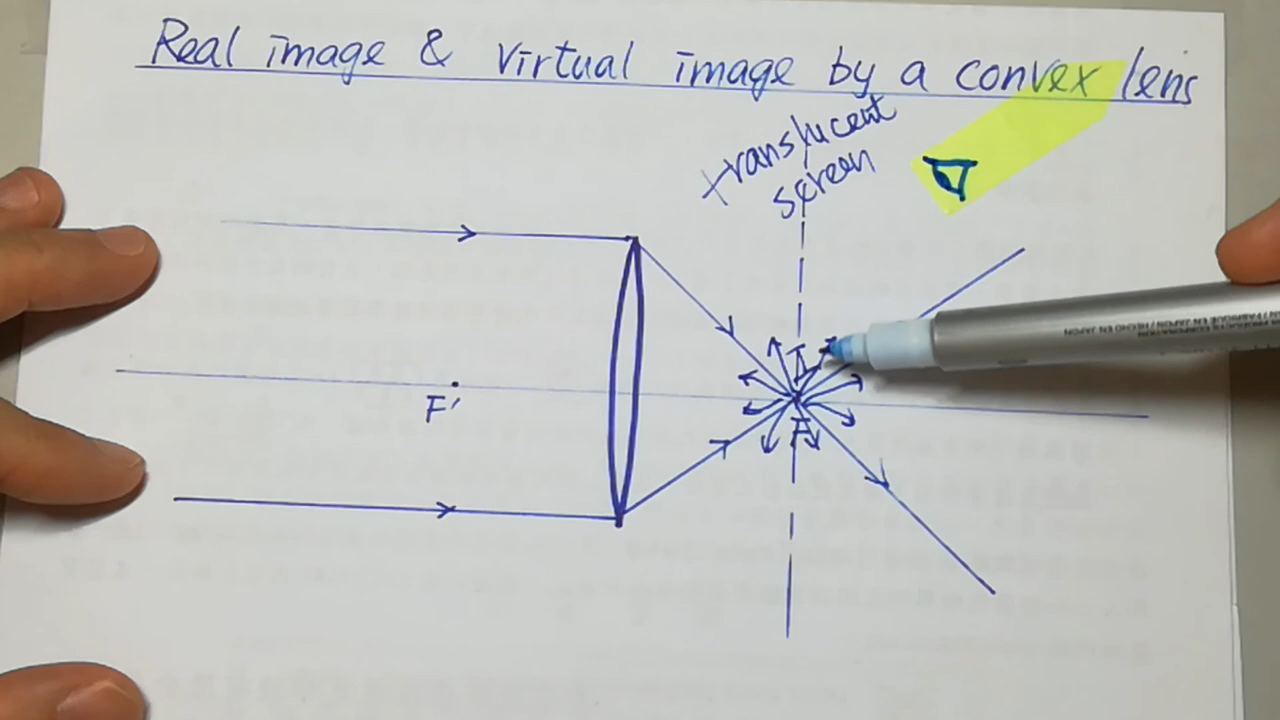 Real image & virtual image by a convex lens
translucent
screen
I
F'
F